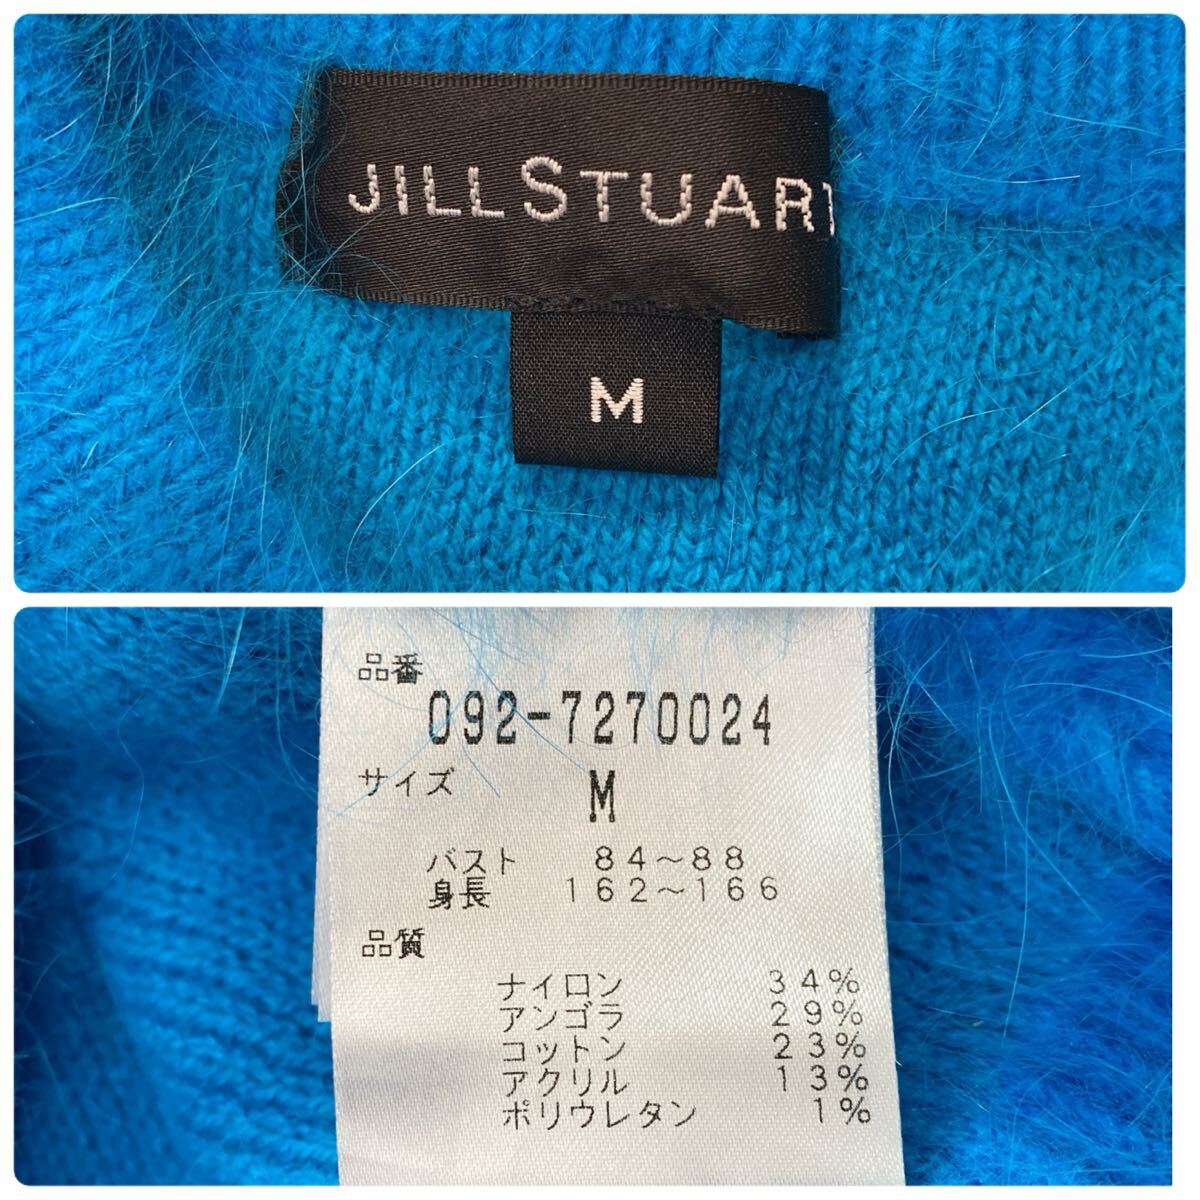 JILLSTUART
M
品番
092-7270024
サイズ
M
バスト 84～88
身長 162～166
品質
ナイロン 34%
アンゴラ 29%
コットン 23%
アクリル 13%
ポリウレタン 1%